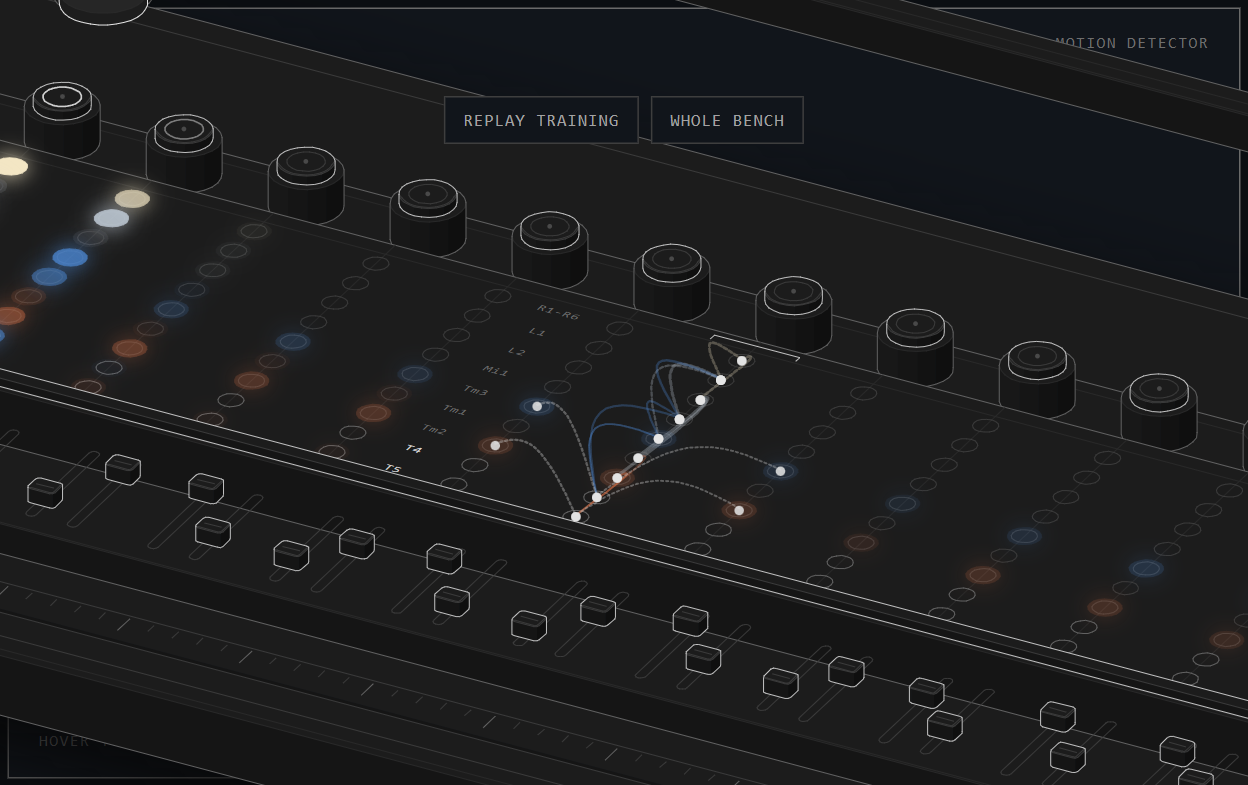 MOTION DETECTOR
REPLAY TRAINING
WHOLE BENCH
R1-R6
L1
L2
Mi1
Tm3
Tm1
Tm2
T4
T5
HOVER